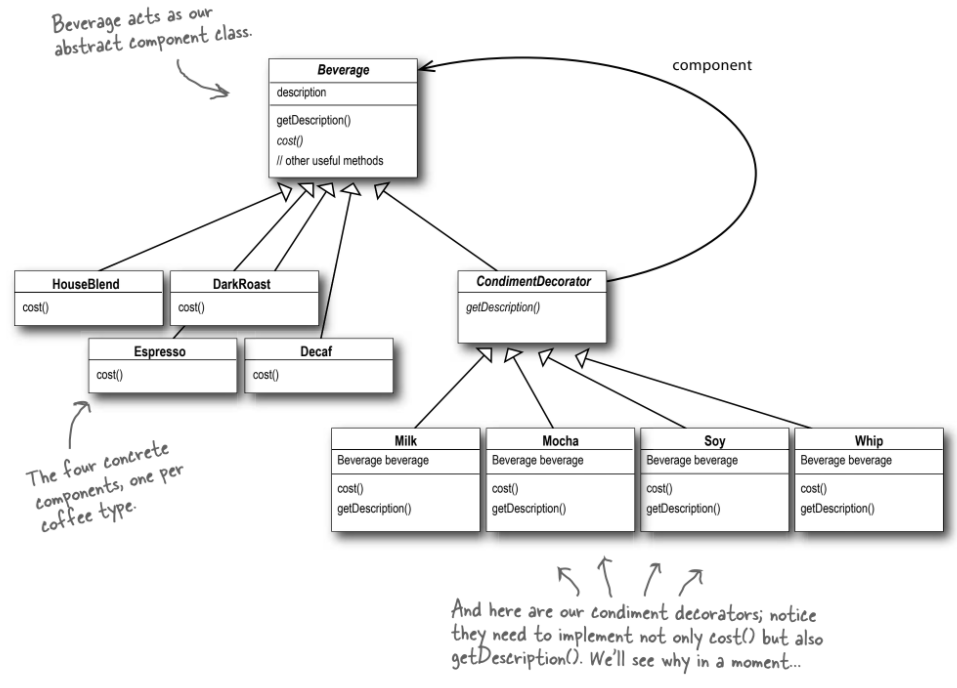 Beverage acts as our
abstract component class.
Beverage
description
getDescription()
cost()
// other useful methods
component
HouseBlend
cost()
DarkRoast
cost()
Espresso
cost()
Decaf
cost()
CondimentDecorator
getDescription()
The four concrete
components, one per
coffee type.
Milk
Beverage beverage
cost()
getDescription()
Mocha
Beverage beverage
cost()
getDescription()
Soy
Beverage beverage
cost()
getDescription()
Whip
Beverage beverage
cost()
getDescription()
And here are our condiment decorators; notice
they need to implement not only cost() but also
getDescription(). We'll see why in a moment...